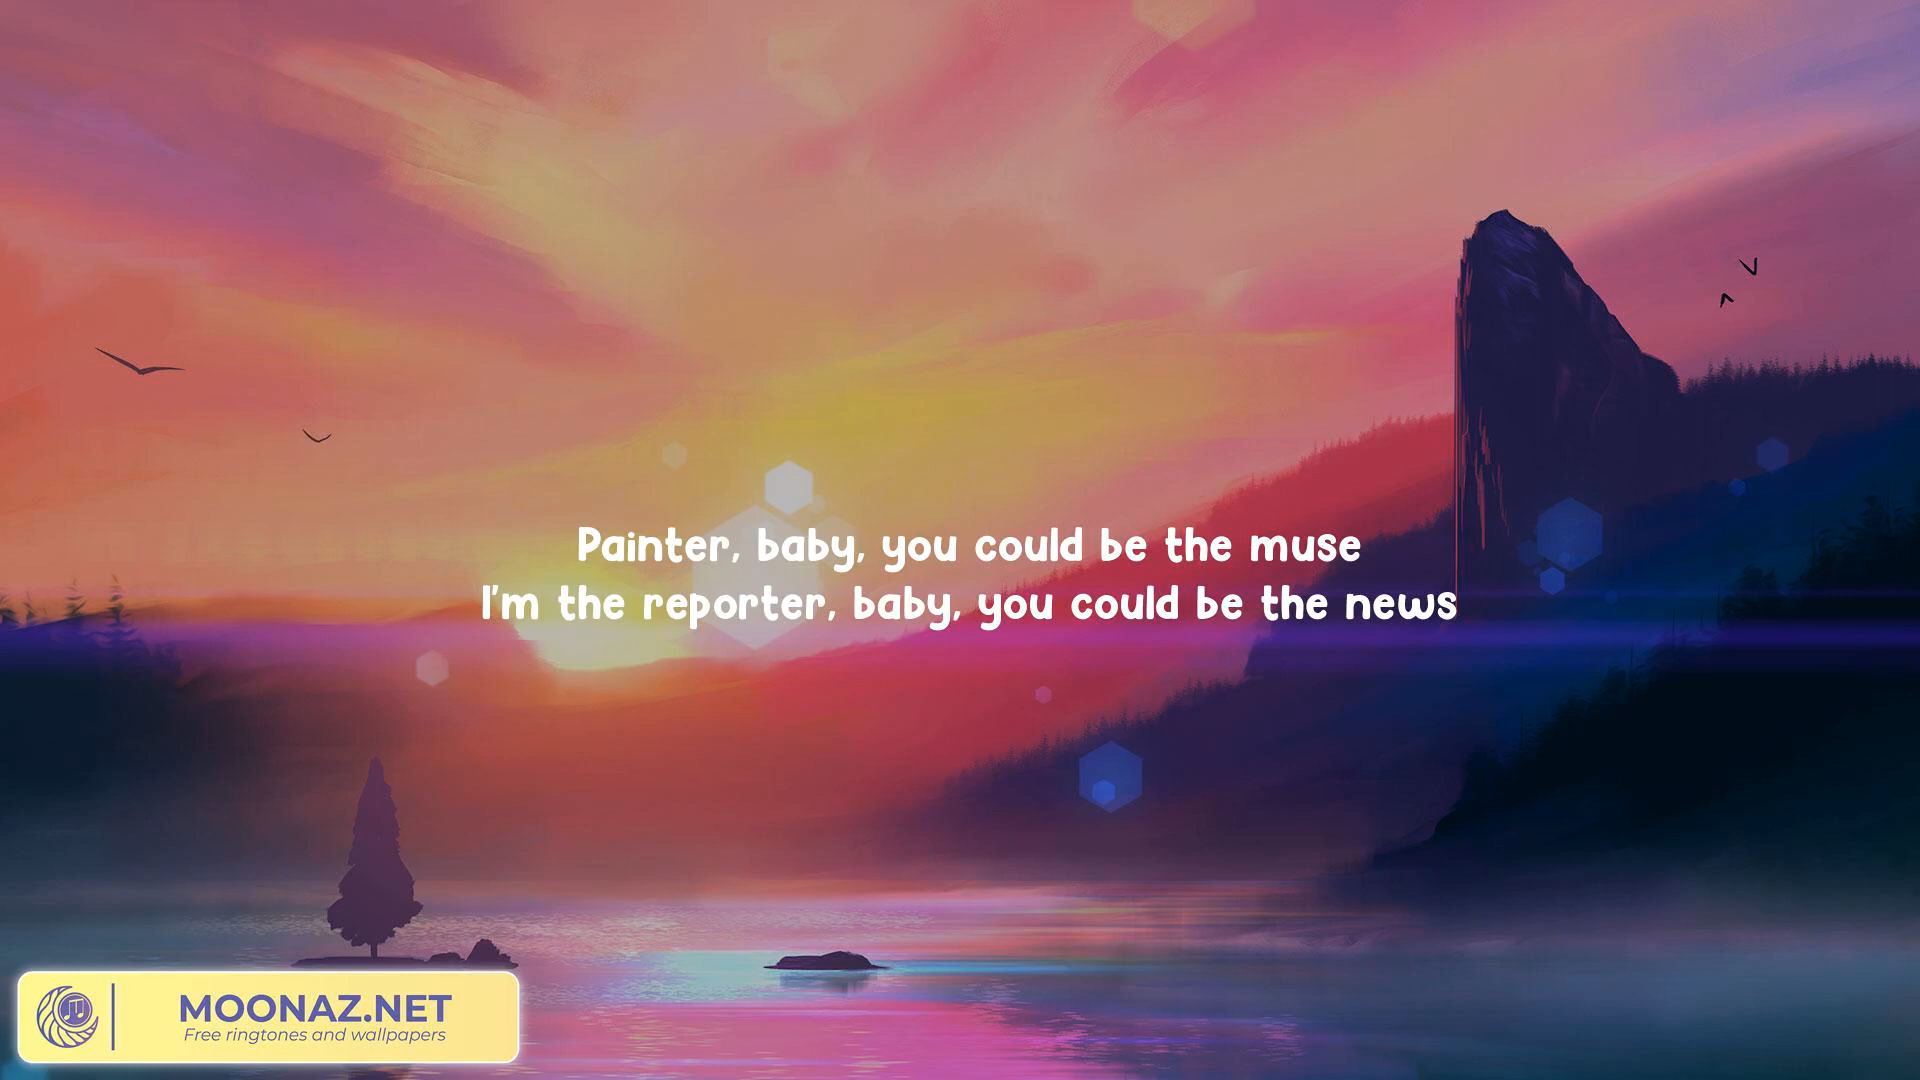 Painter, baby, you could be the muse
I'm the reporter, baby, you could be the news
MOONAZ.NET
Free ringtones and wallpapers